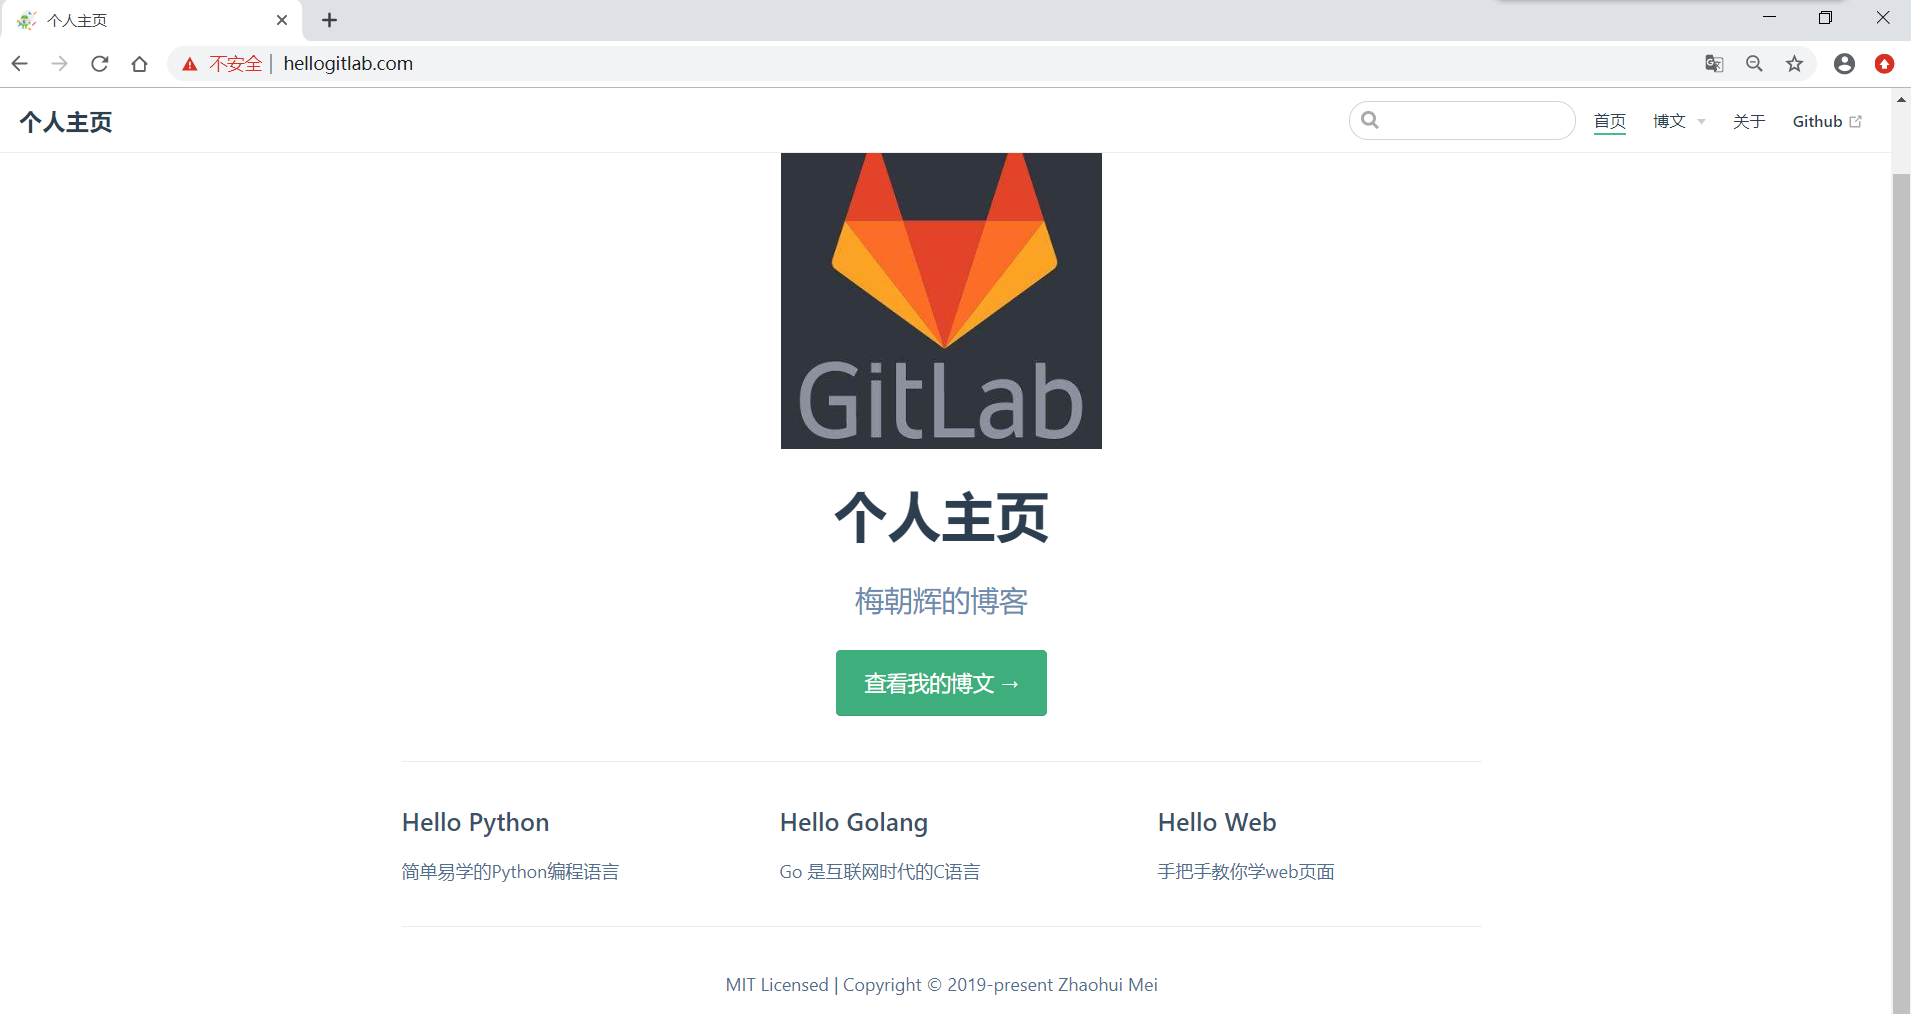 个人主页
不安全 | hellogitlab.com
个人主页
首页 博文 关于 Github
GitLab
个人主页
梅朝辉的博客
查看我的博文 →
Hello Python
简单易学的Python编程语言
Hello Golang
Go 是互联网时代的C语言
Hello Web
手把手教你学web页面
MIT Licensed | Copyright © 2019-present Zhaohui Mei